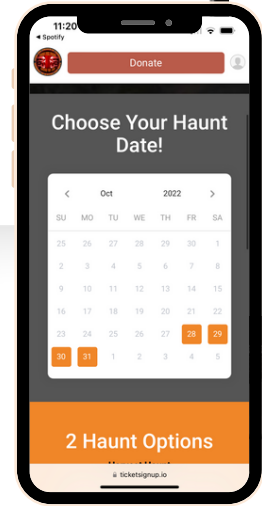 11:20
◀ Spotify
Donate
Choose Your Haunt
Date!
< Oct 2022 >
SU MO TU WE TH FR SA
25 26 27 28 29 30 1
2 3 4 5 6 7 8
9 10 11 12 13 14 15
16 17 18 19 20 21 22
23 24 25 26 27 28 29
30 31 1 2 3 4 5
2 Haunt Options
ticketsignup.io